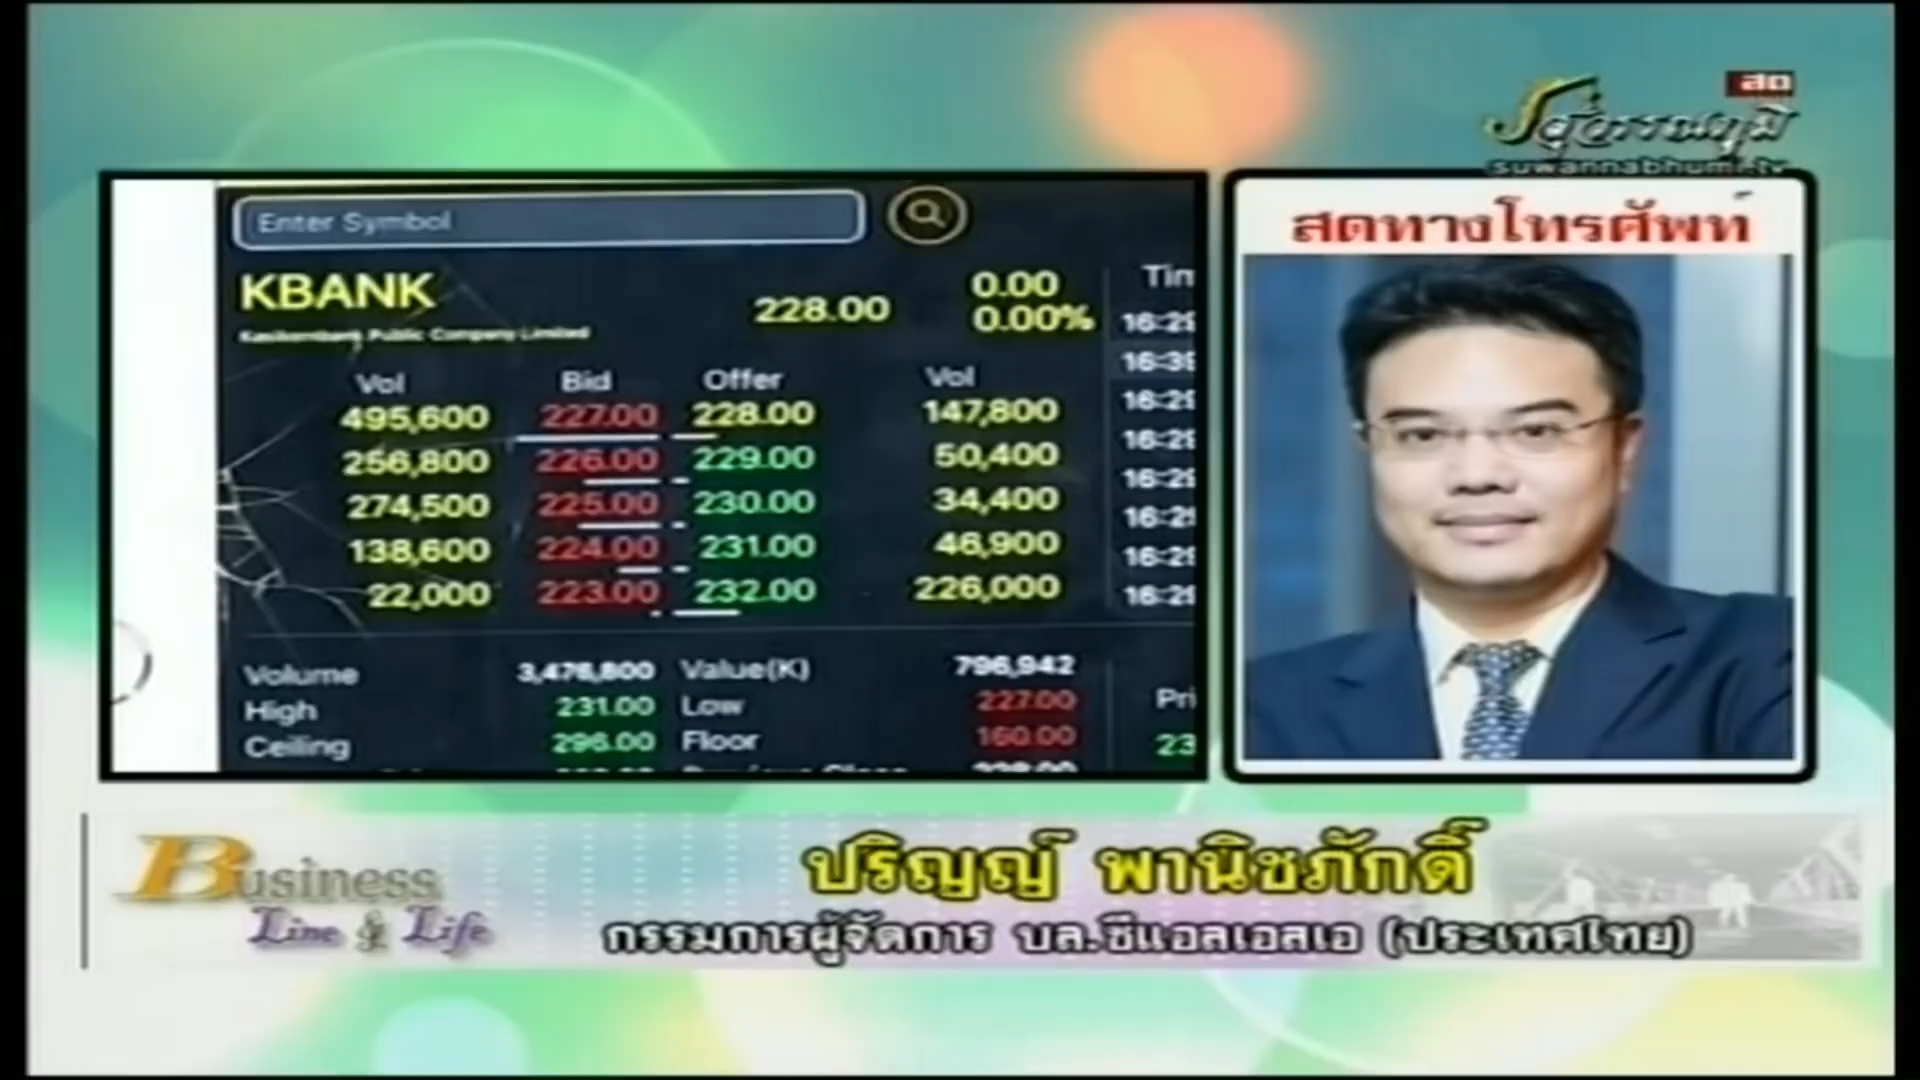 สด
สุวรรณภูมิ
suwannabhumi.tv
สดทางโทรศัพท์
Enter Symbol
KBANK 228.00 0.00 0.00%
Kasikornbank Public Company Limited
Tim
Vol Bid Offer Vol
495,600 227.00 228.00 147,800
256,800 226.00 229.00 50,400
274,500 225.00 230.00 34,400
138,600 224.00 231.00 46,900
22,000 223.00 232.00 226,000
Volume 3,476,800 Value(K) 796,942
High 231.00 Low 227.00 Pri
Ceiling 296.00 Floor 160.00 23
Business
Line & Life
ปริญญ์ พานิชภักดิ์
กรรมการผู้จัดการ บล.ซีแอลเอสเอ (ประเทศไทย)